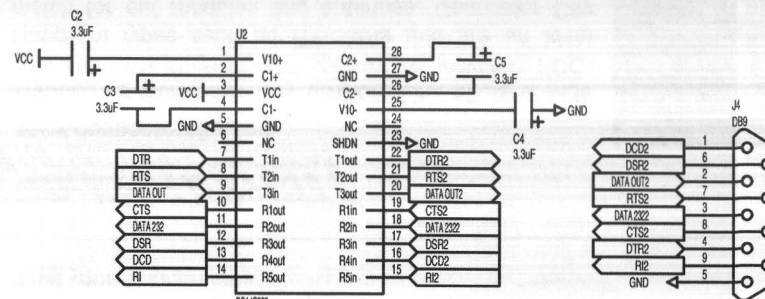 C2
3.3uF
VCC
U2
1 V10+ C2+ 28
2 C1+ GND 27 GND
VCC 3 VCC C2- 26
4 C1- V10- 25
GND 5 GND NC 24
6 NC SHDN 23 GND
DTR 7 T1in T1out 22 DTR2
RTS 8 T2in T2out 21 RTS2
DATA OUT 9 T3in T3out 20 DATA OUT2
CTS 10 R1out R1in 19 CTS2
DATA 232 11 R2out R2in 18 DATA 2322
DSR 12 R3out R3in 17 DSR2
DCD 13 R4out R4in 16 DCD2
RI 14 R5out R5in 15 RI2
C3
3.3uF
C5
3.3uF
GND
C4
3.3uF
J4
DB9
DCD2 1
DSR2 6
DATA OUT2 2
RTS2 7
DATA 2322 3
CTS2 8
DTR2 4
RI2 9
GND 5